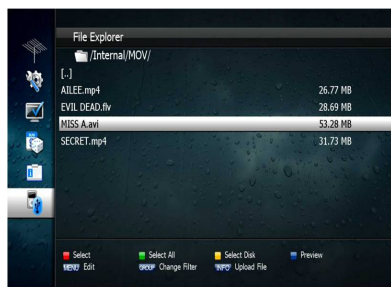 File Explorer
/Internal/MOV/
[..]
AILEE.mp4 26.77 MB
EVIL DEAD.flv 28.69 MB
MISS A.avi 53.28 MB
SECRET.mp4 31.73 MB
Select Select All Select Disk Preview
MENU Edit GROUP Change Filter INFO Upload File